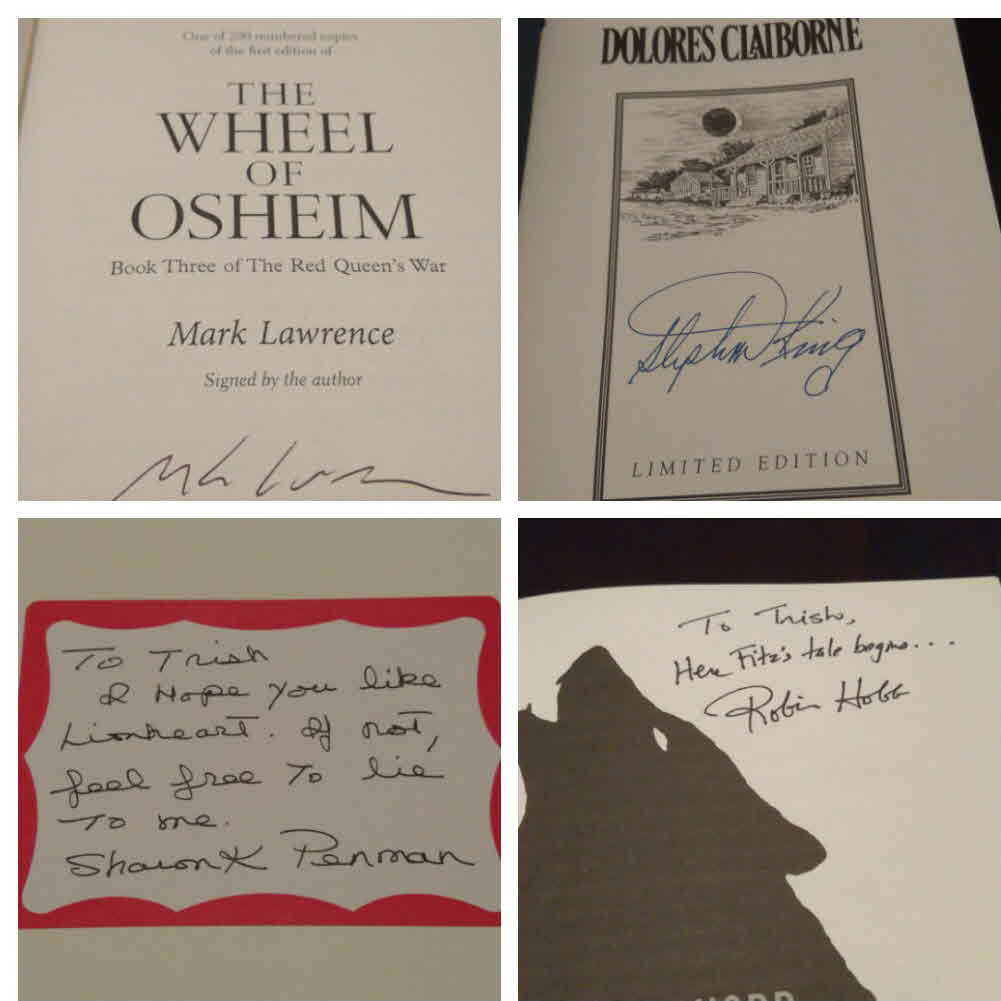 One of 200 numbered copies
of the first edition of
THE
WHEEL
OF
OSHEIM
Book Three of The Red Queen's War
Mark Lawrence
Signed by the author
DOLORES CLAIBORNE
Stephen King
LIMITED EDITION
To Trish
I Hope you like
Lionheart. If not,
feel free to lie
to me.
Sharon K Penman
To Trish,
Here Fitz's tale begins...
Robin Hobb